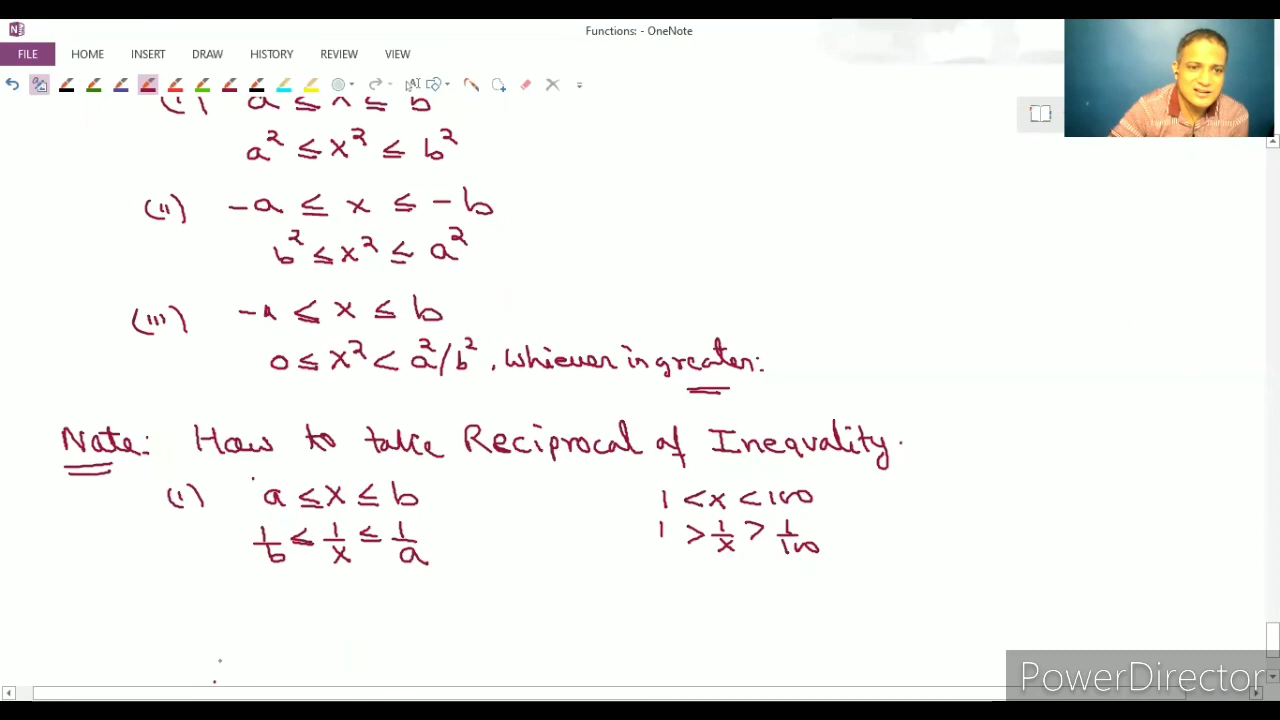 Functions: - OneNote
FILE HOME INSERT DRAW HISTORY REVIEW VIEW
(i) a ≤ x ≤ b
a² ≤ x² ≤ b²
(ii) -a ≤ x ≤ -b
b² ≤ x² ≤ a²
(iii) -a ≤ x ≤ b
0 ≤ x² < a²/b², whichever is greater:
Note: How to take Reciprocal of Inequality.
(i) a ≤ x ≤ b 1 < x < 100
1/b ≤ 1/x ≤ 1/a 1 > 1/x > 1/100
PowerDirector